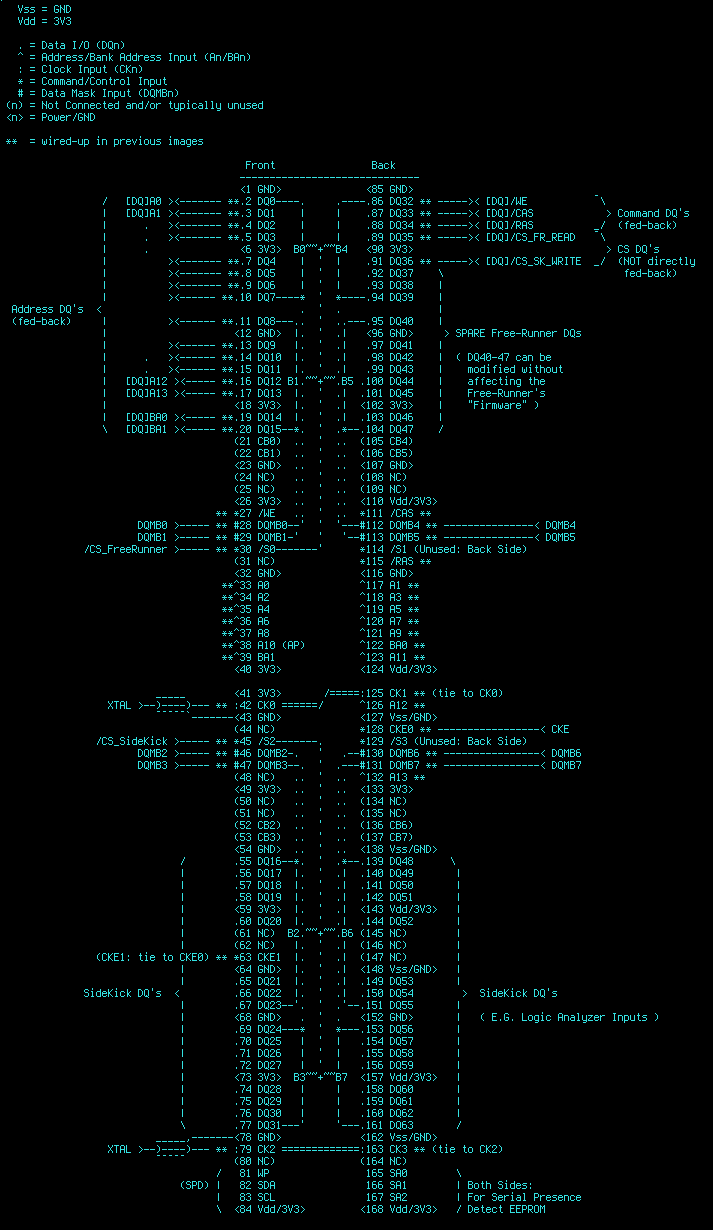 Vss = GND
Vdd = 3V3
. = Data I/O (DQn)
^ = Address/Bank Address Input (An/BAn)
: = Clock Input (CKn)
* = Command/Control Input
# = Data Mask Input (DQMBn)
(n) = Not Connected and/or typically unused
<n> = Power/GND
** = wired-up in previous images
Front Back
-------------------------------
<1 GND> <85 GND>
/ [DQ]A0 ><------- **.2 DQ0----. .----.86 DQ32 ** ----->< [DQ]/WE \
| [DQ]A1 ><------- **.3 DQ1 | | .87 DQ33 ** ----->< [DQ]/CAS > Command DQ's
| . ><------- **.4 DQ2 | | .88 DQ34 ** ----->< [DQ]/RAS _/ (fed-back)
| . ><------- **.5 DQ3 | | .89 DQ35 ** ----->< [DQ]/CS_FR_READ \
| . <6 3V3> B0~~+~~B4 <90 3V3> > CS DQ's
| ><------- **.7 DQ4 | ' | .91 DQ36 ** ----->< [DQ]/CS_SK_WRITE _/ (NOT directly
| ><------- **.8 DQ5 | ' | .92 DQ37 \ fed-back)
| ><------- **.9 DQ6 | ' | .93 DQ38 |
| ><------- **.10 DQ7----* ' *----.94 DQ39 |
Address DQ's < . ' . |
(fed-back) | ><------- **.11 DQ8---.. ' ..---.95 DQ40 |
| <12 GND> |. ' .| <96 GND> > SPARE Free-Runner DQs
| ><------ **.13 DQ9 |. ' .| .97 DQ41 |
| . ><------ **.14 DQ10 |. ' .| .98 DQ42 | ( DQ40-47 can be
| . ><------ **.15 DQ11 |. ' .| .99 DQ43 | modified without
| [DQ]A12 ><------ **.16 DQ12 B1.~~+~~.B5 .100 DQ44 | affecting the
| [DQ]A13 ><------ **.17 DQ13 |. ' .| .101 DQ45 | Free-Runner's
| <18 3V3> |. ' .| <102 3V3> | "Firmware" )
| [DQ]BA0 ><------ **.19 DQ14 |. ' .| .103 DQ46 |
\ [DQ]BA1 ><------ **.20 DQ15--*. ' .*--.104 DQ47 /
(21 CB0) .. ' .. (105 CB4)
(22 CB1) .. ' .. (106 CB5)
<23 GND> .. ' .. <107 GND>
(24 NC) .. ' .. (108 NC)
(25 NC) .. ' .. (109 NC)
<26 3V3> .. ' .. <110 Vdd/3V3>
** *27 /WE .. ' .. *111 /CAS **
DQMB0 >----- ** #28 DQMB0--' ' '---#112 DQMB4 ** ---------------< DQMB4
DQMB1 >----- ** #29 DQMB1-' ' '--#113 DQMB5 ** ---------------< DQMB5
/CS_FreeRunner >----- ** *30 /S0-------' *114 /S1 (Unused: Back Side)
(31 NC) *115 /RAS **
<32 GND> <116 GND>
**^33 A0 ^117 A1 **
**^34 A2 ^118 A3 **
**^35 A4 ^119 A5 **
**^36 A6 ^120 A7 **
**^37 A8 ^121 A9 **
**^38 A10 (AP) ^122 BA0 **
**^39 BA1 ^123 A11 **
<40 3V3> <124 Vdd/3V3>
<41 3V3> /=====:125 CK1 ** (tie to CK0)
XTAL >--)----)--- ** :42 CK0 ======/ ^126 A12 **
-------<43 GND> <127 Vss/GND>
(44 NC) *128 CKE0 ** ----------------< CKE
/CS_SideKick >----- ** *45 /S2-------. *129 /S3 (Unused: Back Side)
DQMB2 >----- ** #46 DQMB2-. ' .--#130 DQMB6 ** ----------------< DQMB6
DQMB3 >----- ** #47 DQMB3--. ' .---#131 DQMB7 ** ----------------< DQMB7
(48 NC) .. ' .. ^132 A13 **
<49 3V3> .. ' .. <133 3V3>
(50 NC) .. ' .. (134 NC)
(51 NC) .. ' .. (135 NC)
(52 CB2) .. ' .. (136 CB6)
(53 CB3) .. ' .. (137 CB7)
<54 GND> .. ' .. <138 Vss/GND>
/ .55 DQ16--*. ' .*--.139 DQ48 \
| .56 DQ17 |. ' .| .140 DQ49 |
| .57 DQ18 |. ' .| .141 DQ50 |
| .58 DQ19 |. ' .| .142 DQ51 |
| <59 3V3> |. ' .| <143 Vdd/3V3> |
| .60 DQ20 |. ' .| .144 DQ52 |
| (61 NC) B2.~~+~~.B6 (145 NC) |
| (62 NC) |. ' .| (146 NC) |
(CKE1: tie to CKE0) ** *63 CKE1 |. ' .| (147 NC) |
| <64 GND> |. ' .| <148 Vss/GND> |
| .65 DQ21 |. ' .| .149 DQ53 |
SideKick DQ's < .66 DQ22 |. ' .| .150 DQ54 > SideKick DQ's
| .67 DQ23--'. ' .'--.151 DQ55 |
| <68 GND> . ' . <152 GND> | ( E.G. Logic Analyzer Inputs )
| .69 DQ24---* ' *---.153 DQ56 |
| .70 DQ25 | ' | .154 DQ57 |
| .71 DQ26 | ' | .155 DQ58 |
| .72 DQ27 | ' | .156 DQ59 |
| <73 3V3> B3~~+~~B7 <157 Vdd/3V3> |
| .74 DQ28 | | .158 DQ60 |
| .75 DQ29 | | .159 DQ61 |
| .76 DQ30 | | .160 DQ62 |
\ .77 DQ31---' '---.161 DQ63 /
_____,-------<78 GND> <162 Vss/GND>
XTAL >--)----)--- ** :79 CK2 =============:163 CK3 ** (tie to CK2)
(80 NC) (164 NC)
/ 81 WP 165 SA0 \
(SPD) | 82 SDA 166 SA1 | Both Sides:
| 83 SCL 167 SA2 | For Serial Presence
\ <84 Vdd/3V3> <168 Vdd/3V3> / Detect EEPROM